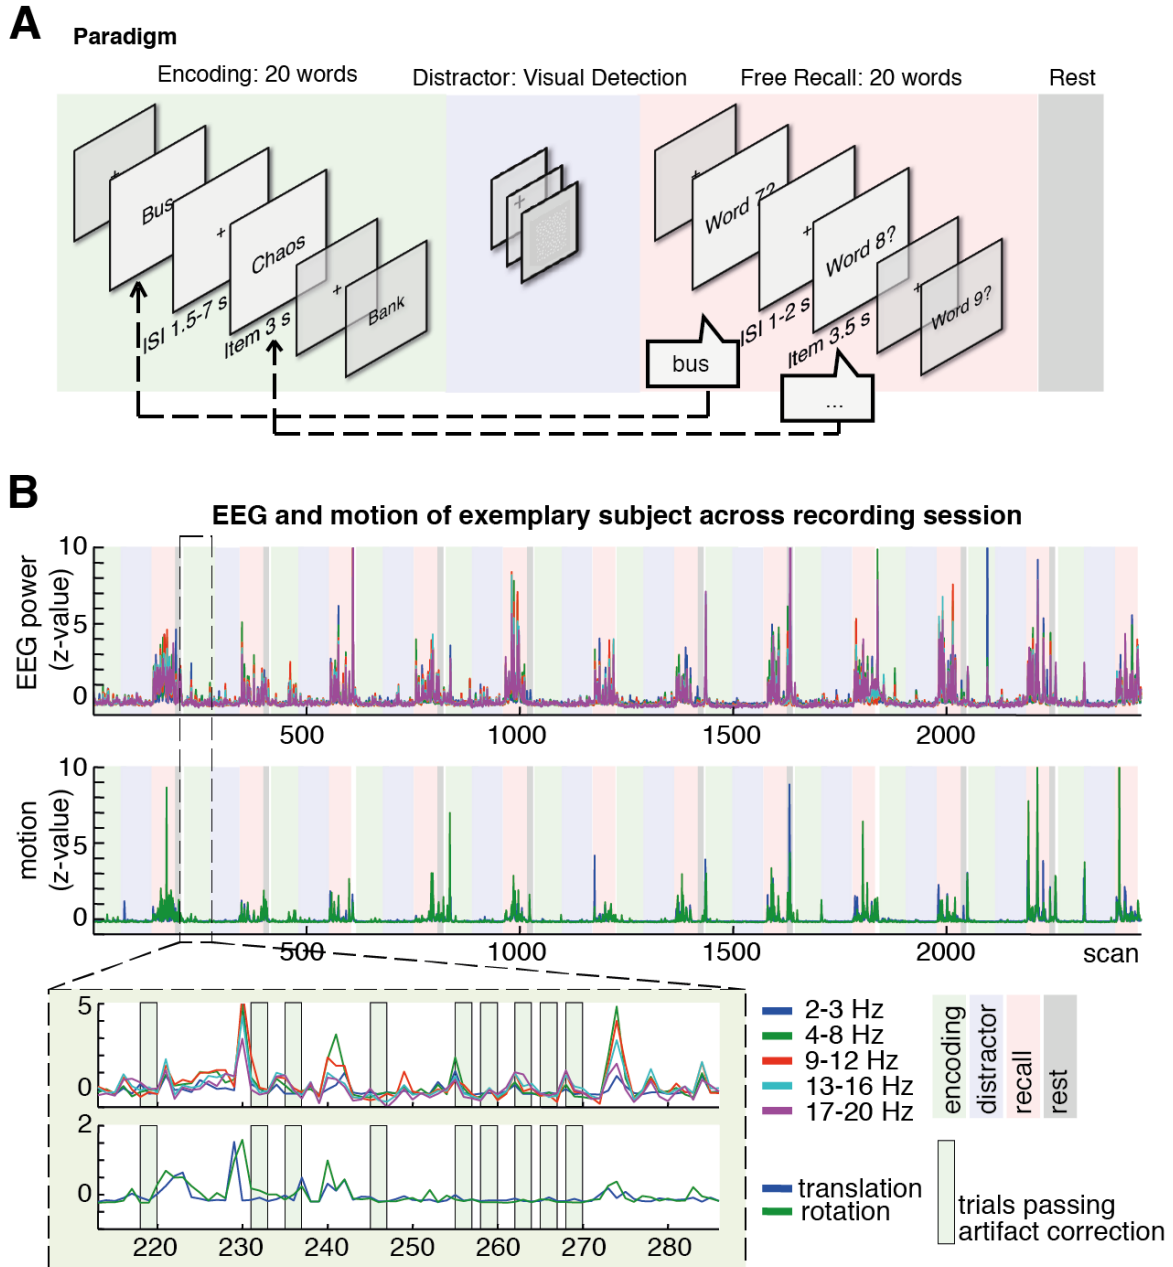 A
Paradigm
Encoding: 20 words
Distractor: Visual Detection
Free Recall: 20 words
Rest
+
Bus
+
Chaos
+
Bank
ISI 1.5-7 s
Item 3 s
+
+
Word 7?
+
Word 8?
+
Word 9?
ISI 1-2 s
Item 3.5 s
bus
...
B
EEG and motion of exemplary subject across recording session
EEG power
(z-value)
10
5
0
500
1000
1500
2000
motion
(z-value)
10
5
0
500
1000
1500
2000
scan
5
0
2
0
220
230
240
250
260
270
280
2-3 Hz
4-8 Hz
9-12 Hz
13-16 Hz
17-20 Hz
translation
rotation
encoding
distractor
recall
rest
trials passing
artifact correction